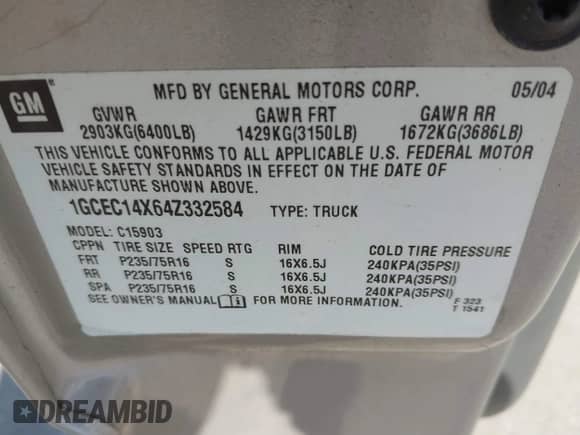 GM
MFD BY GENERAL MOTORS CORP. 05/04
GVWR GAWR FRT GAWR RR
2903KG(6400LB) 1429KG(3150LB) 1672KG(3686LB)
THIS VEHICLE CONFORMS TO ALL APPLICABLE U.S. FEDERAL MOTOR
VEHICLE SAFETY STANDARDS IN EFFECT ON THE DATE OF
MANUFACTURE SHOWN ABOVE.
1GCEC14X64Z332584 TYPE: TRUCK
MODEL: C15903
CPPN TIRE SIZE SPEED RTG RIM COLD TIRE PRESSURE
FRT P235/75R16 S 16X6.5J 240KPA(35PSI)
RR P235/75R16 S 16X6.5J 240KPA(35PSI)
SPA P235/75R16 S 16X6.5J 240KPA(35PSI)
SEE OWNER'S MANUAL FOR MORE INFORMATION.
F 323
T 1541
DREAMBID